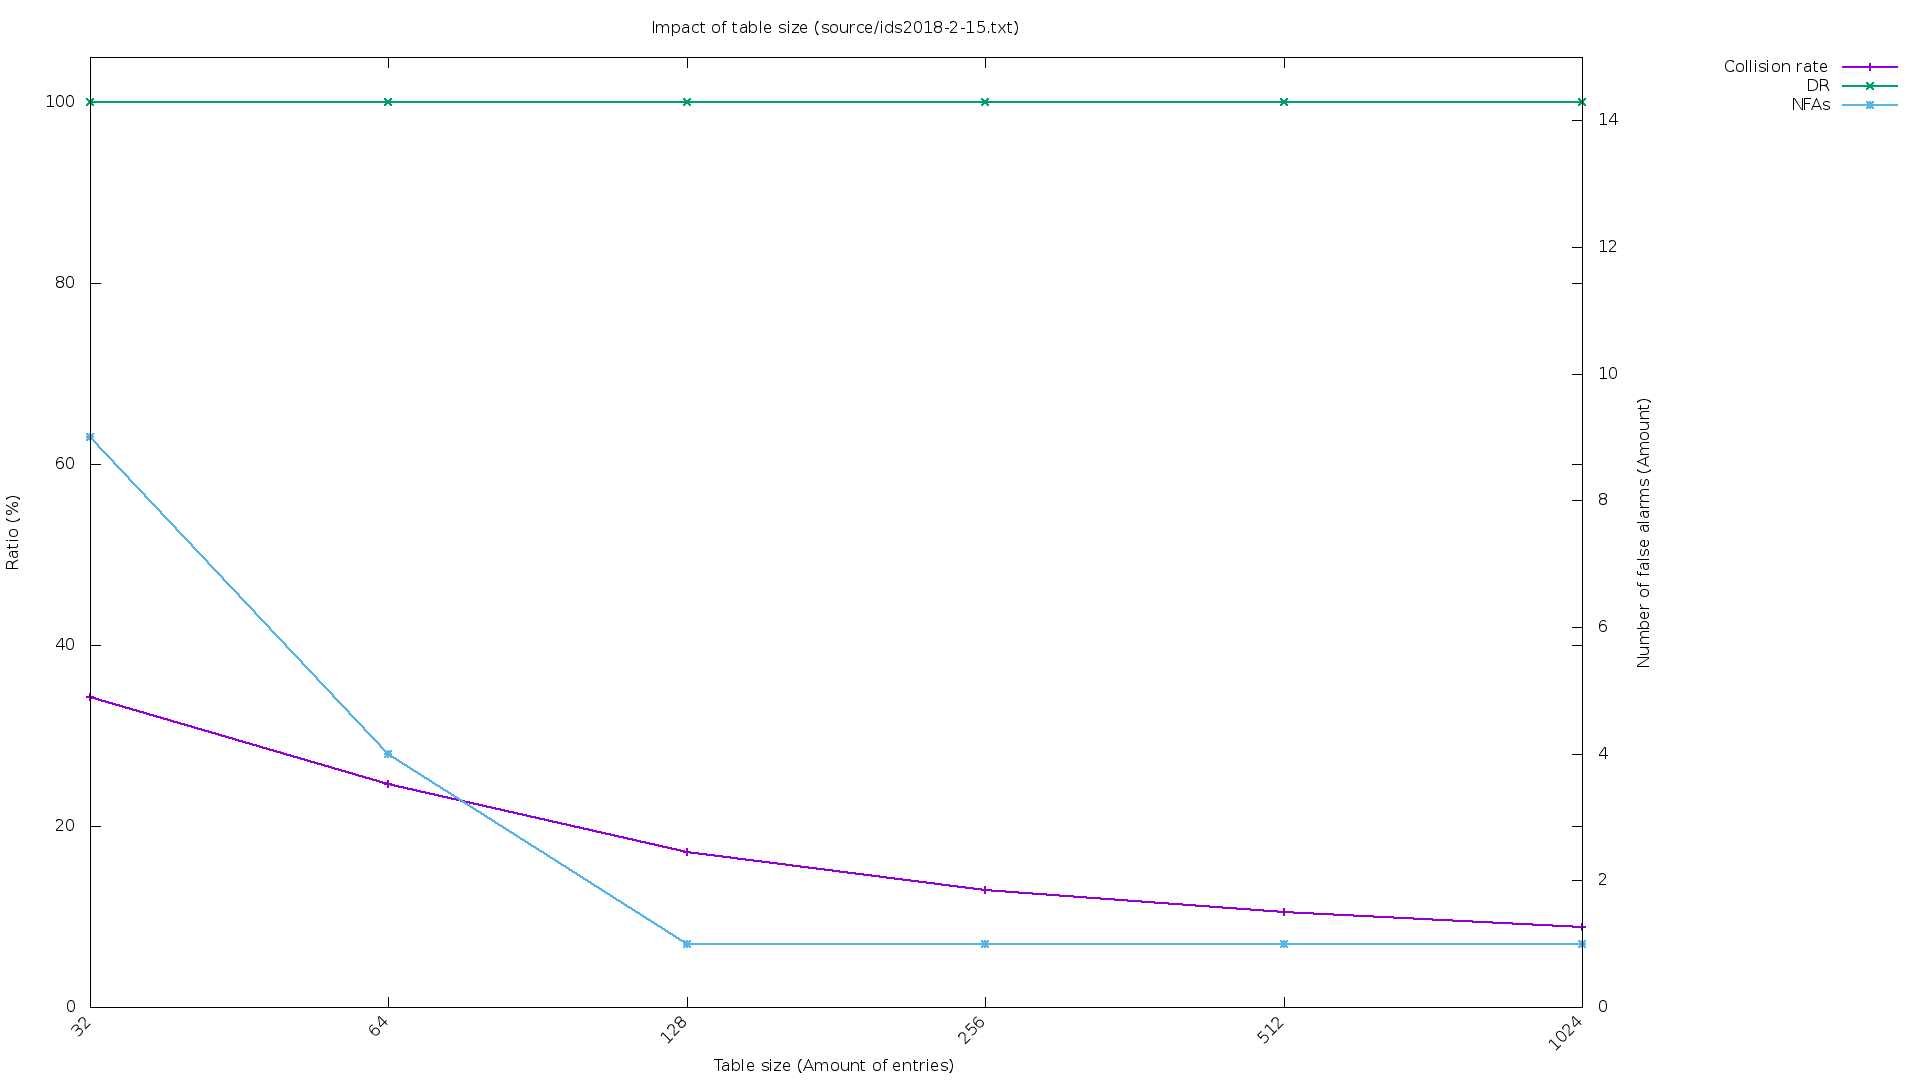 Impact of table size (source/ids2018-2-15.txt)
Collision rate
DR
NFAs
100
80
60
40
20
0
Ratio (%)
14
12
10
8
6
4
2
0
Number of false alarms (Amount)
32
64
128
256
512
1024
Table size (Amount of entries)